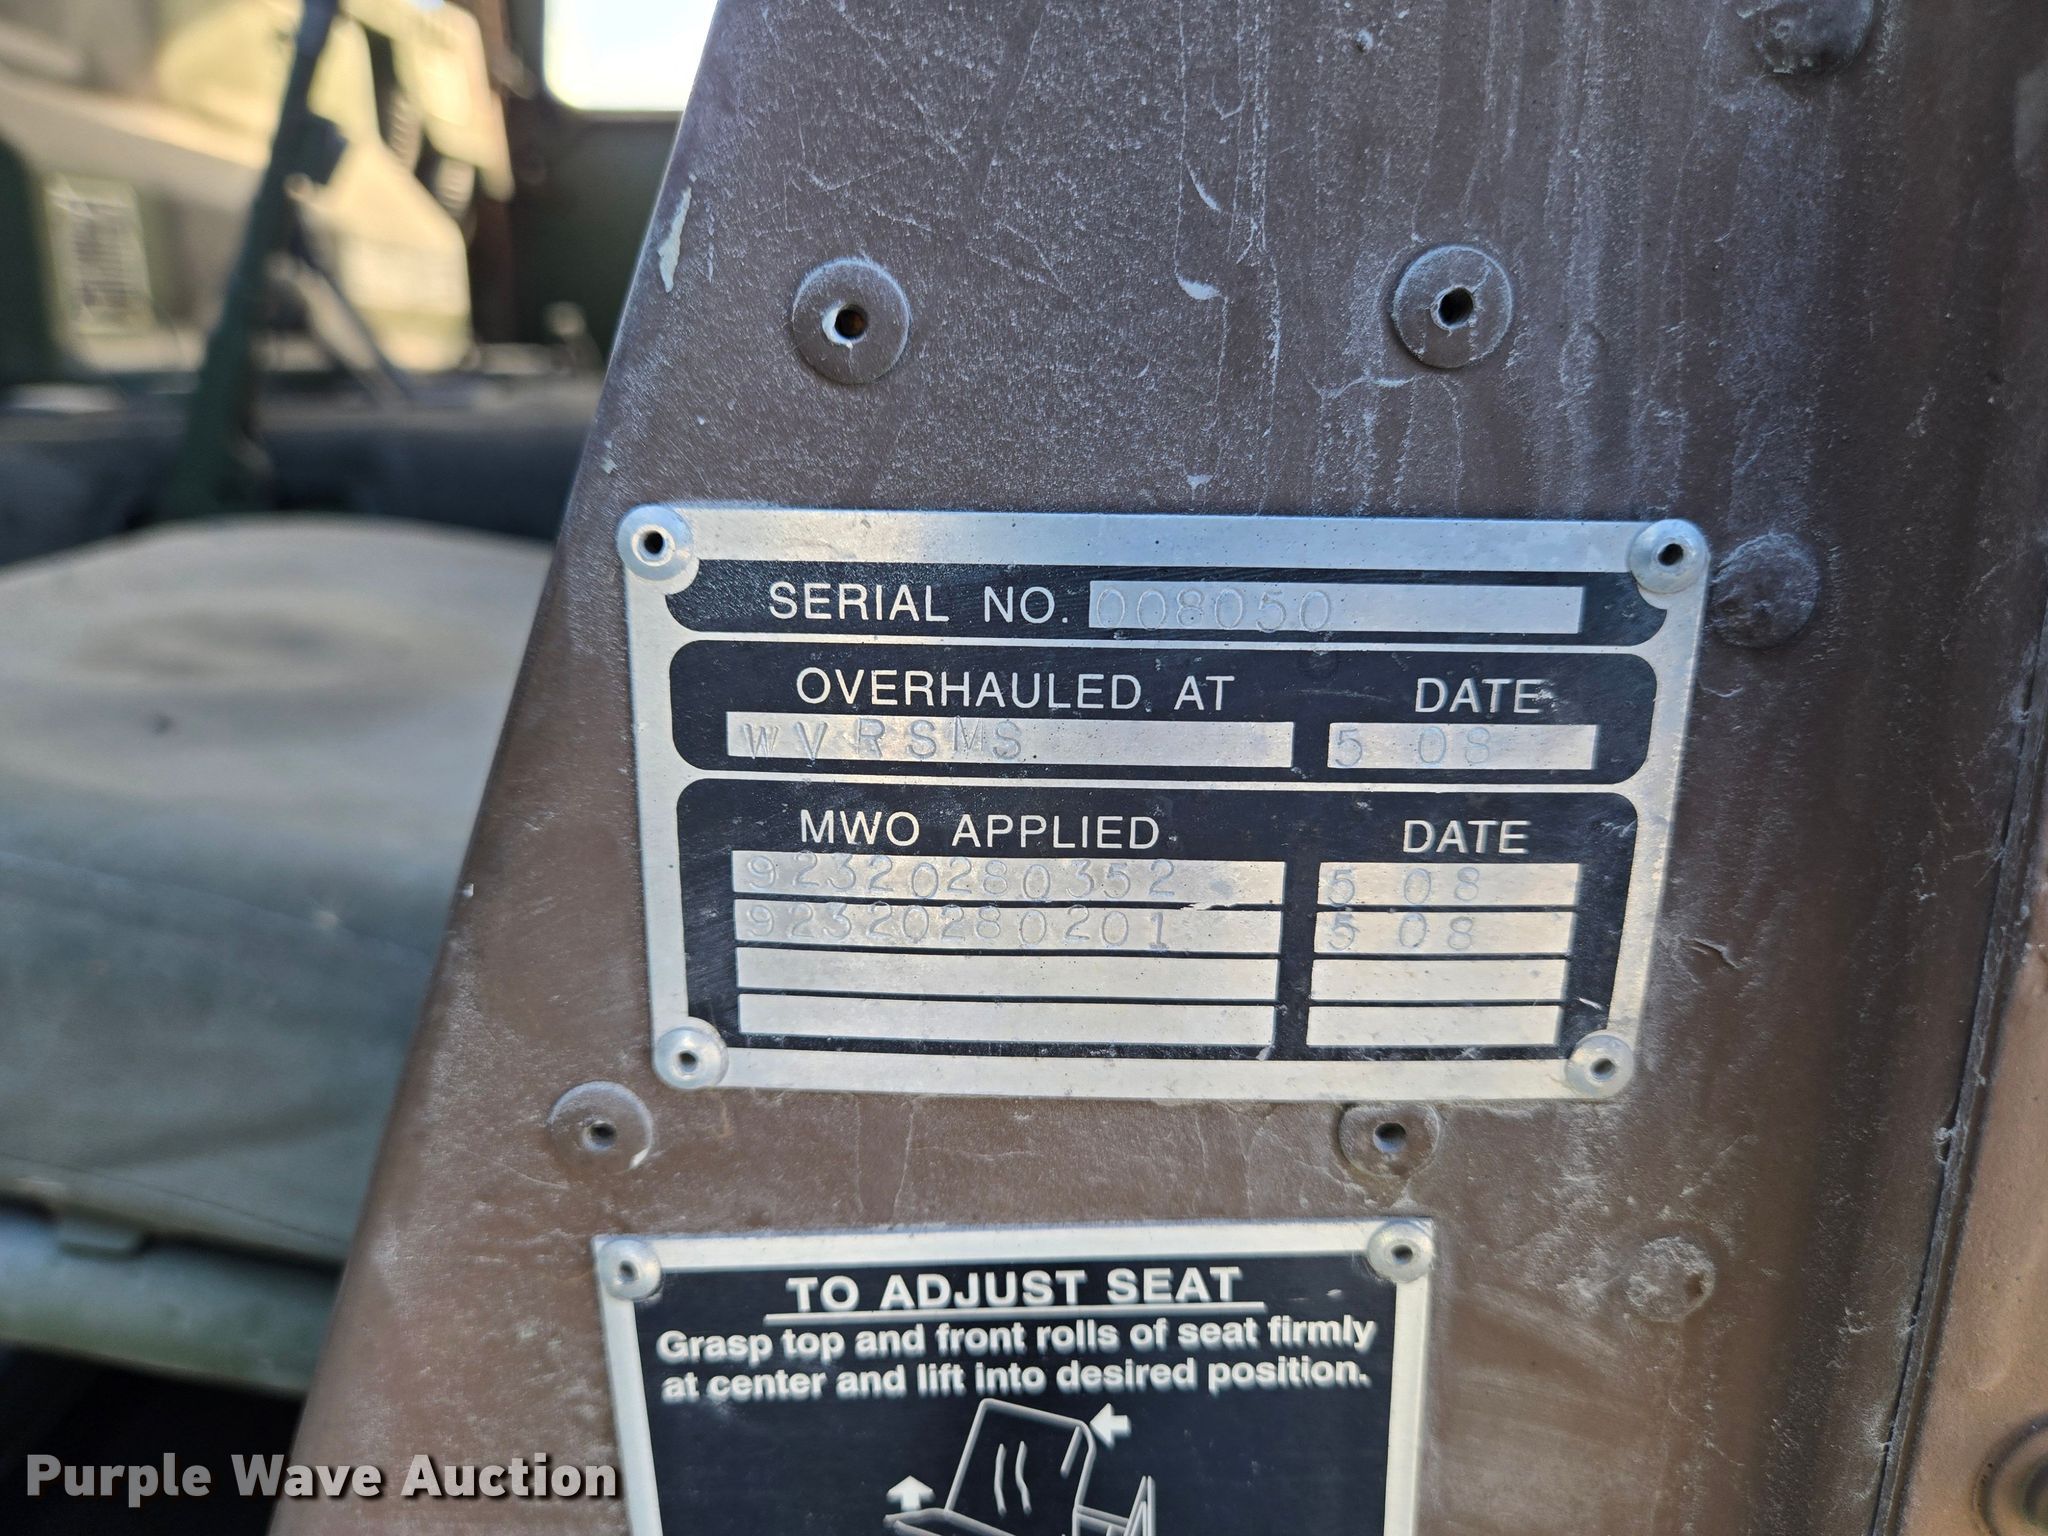 SERIAL NO. 008050
OVERHAULED AT DATE
WVRSMS 5 08
MWO APPLIED DATE
92320280352 5 08
92320280201 5 08
TO ADJUST SEAT
Grasp top and front rolls of seat firmly
at center and lift into desired position.
Purple Wave Auction